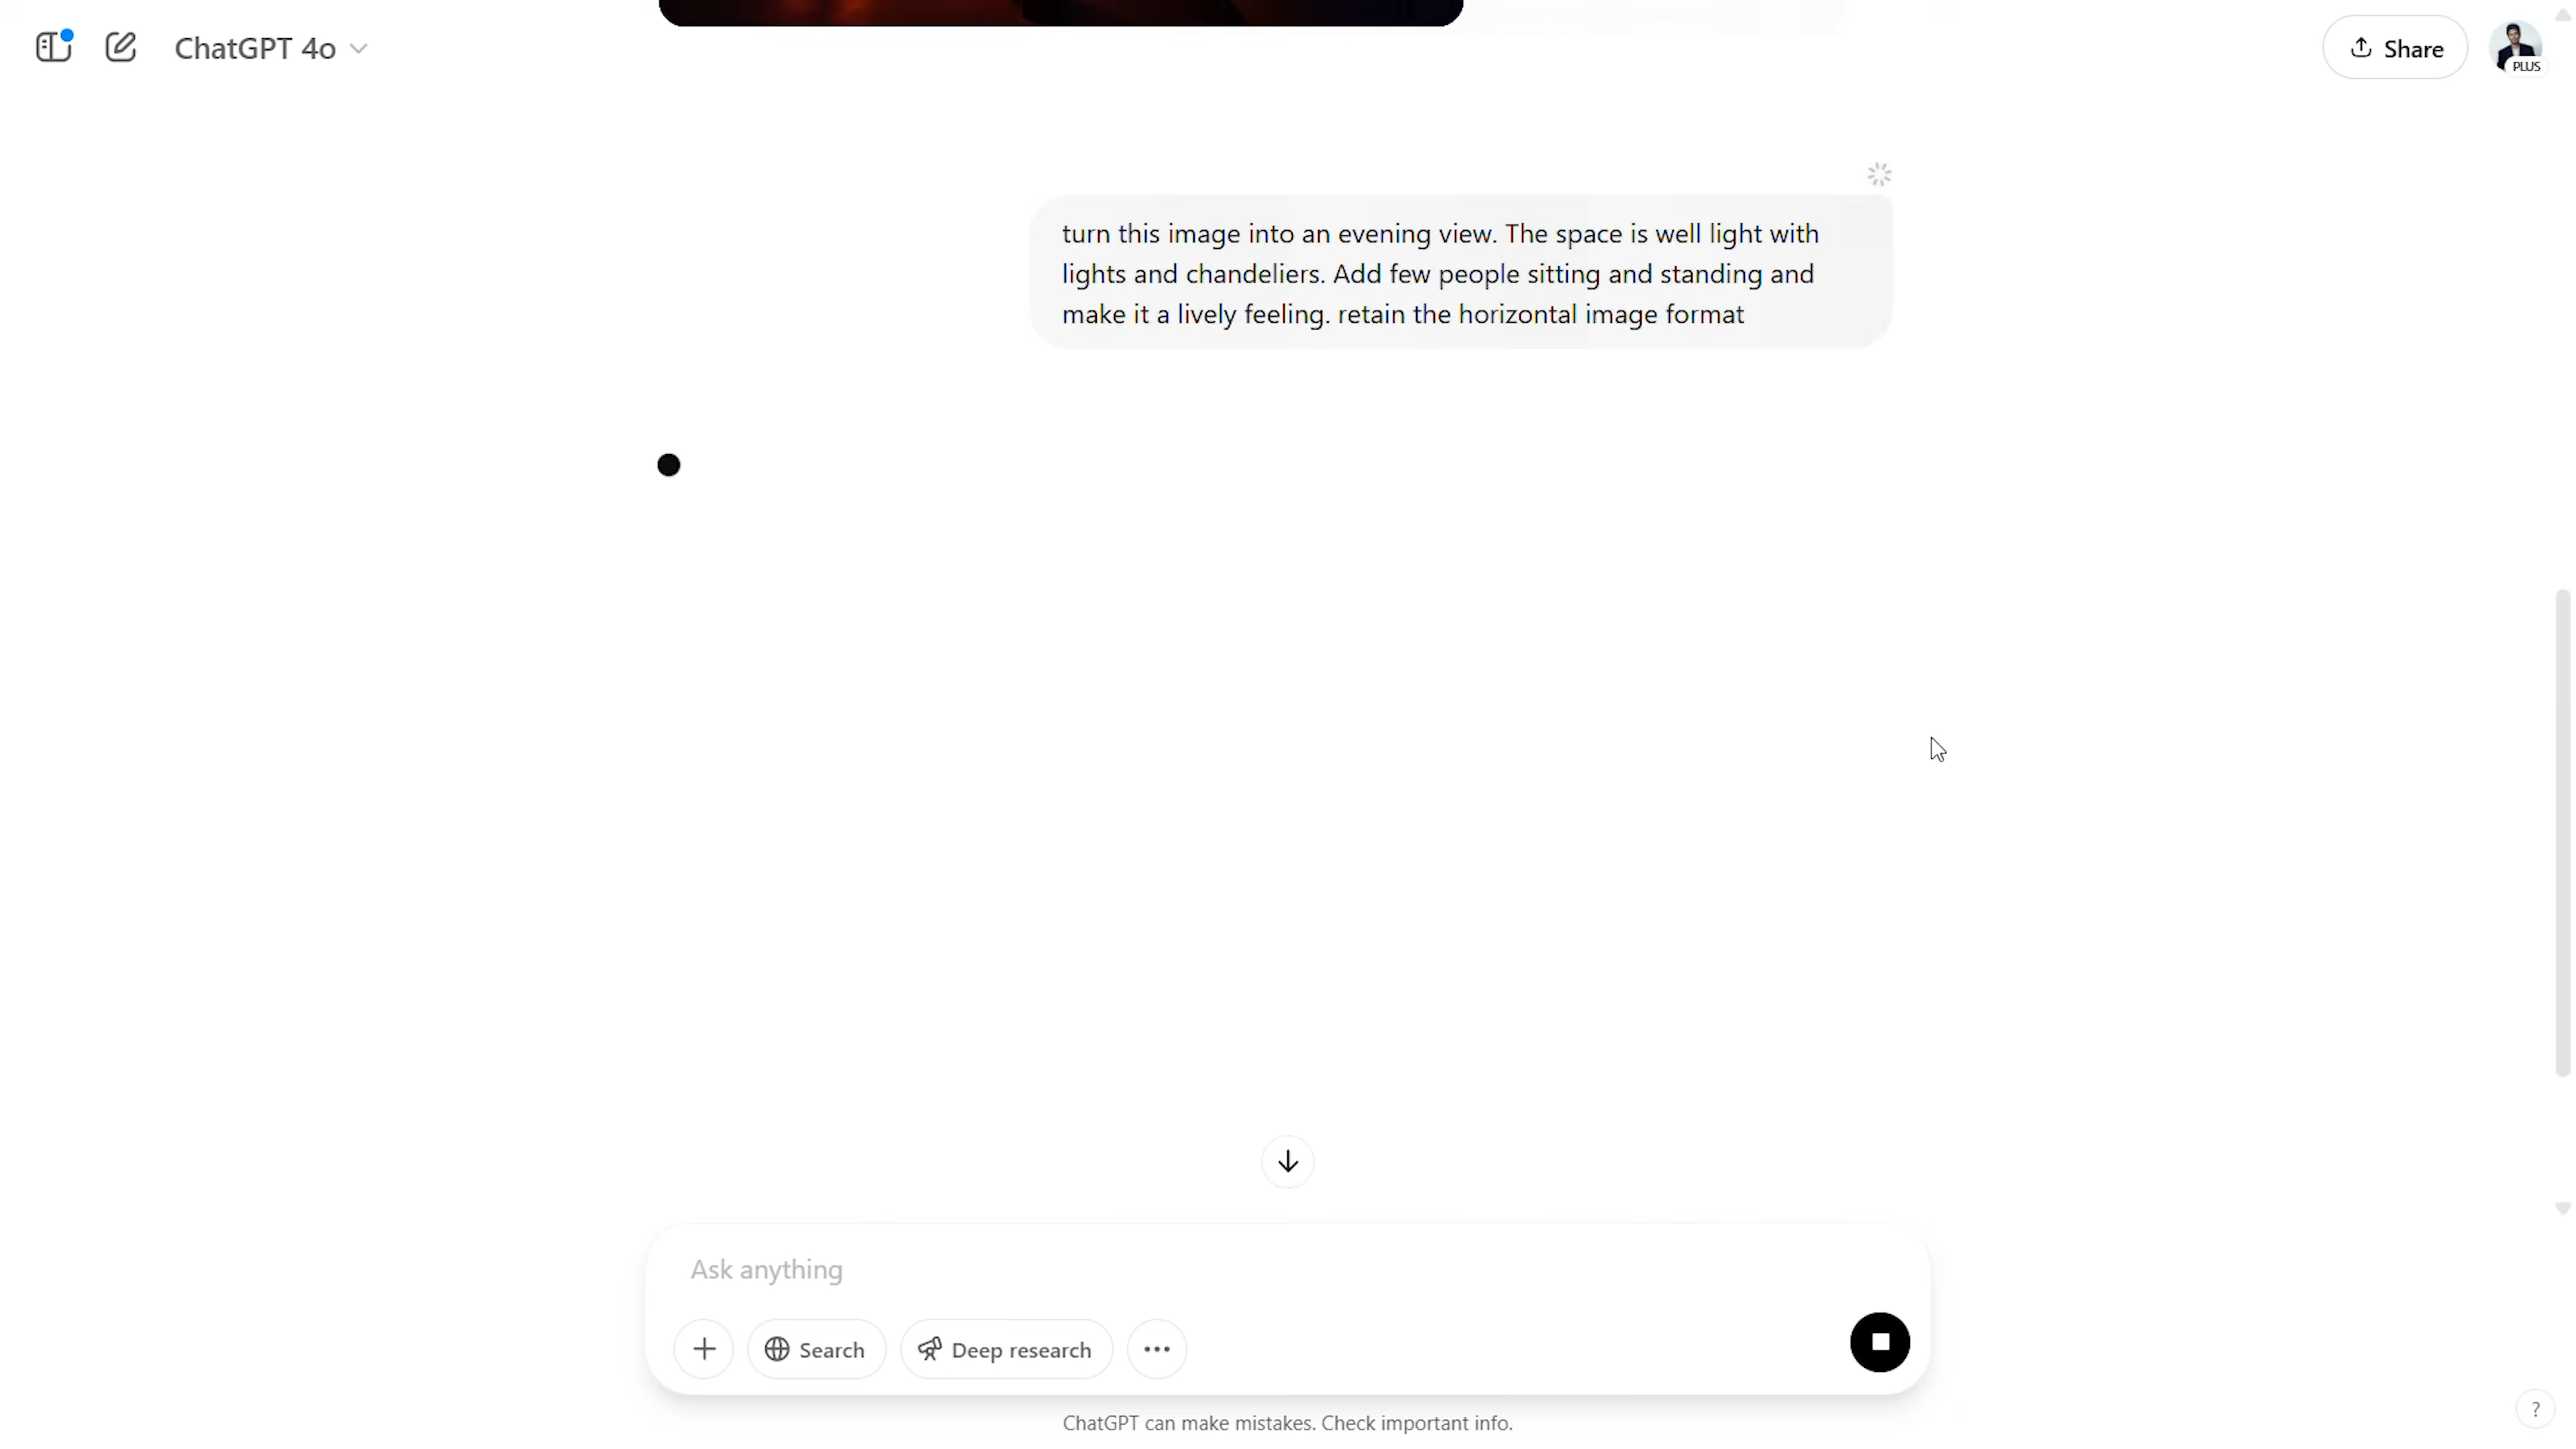 ChatGPT 4o
Share
PLUS
turn this image into an evening view. The space is well light with
lights and chandeliers. Add few people sitting and standing and
make it a lively feeling. retain the horizontal image format
Ask anything
Search
Deep research
ChatGPT can make mistakes. Check important info.
?